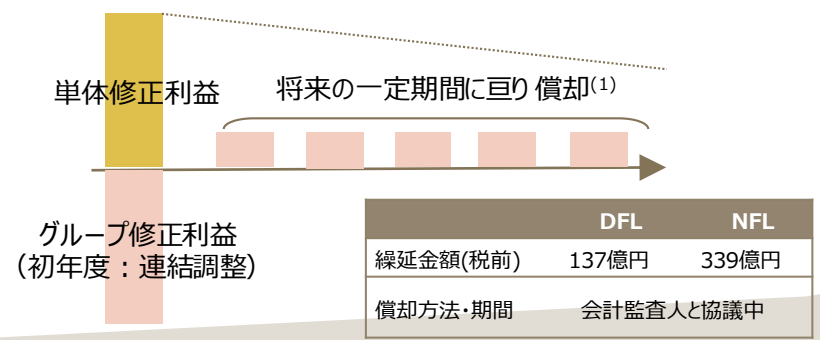 単体修正利益
将来の一定期間に亘り償却(1)
グループ修正利益
（初年度：連結調整）
DFL NFL
繰延金額(税前) 137億円 339億円
償却方法・期間 会計監査人と協議中